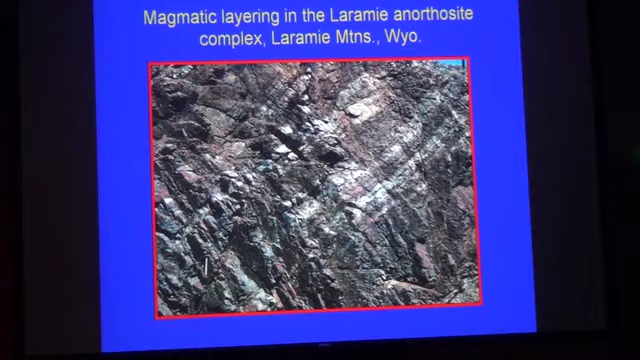 Magmatic layering in the Laramie anorthosite
complex, Laramie Mtns., Wyo.